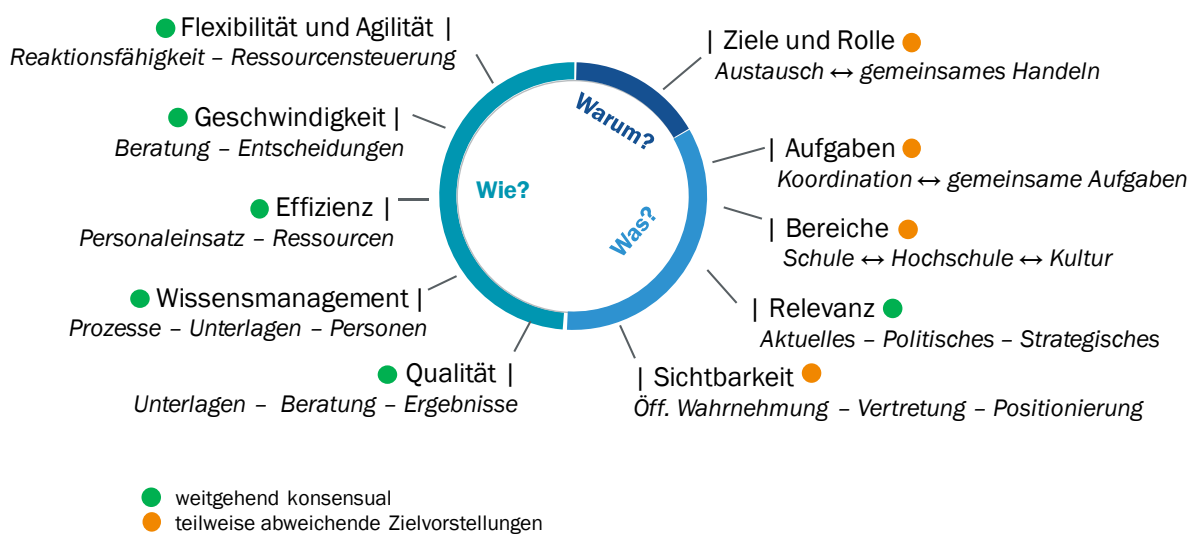 Flexibilität und Agilität |
Reaktionsfähigkeit – Ressourcensteuerung
Geschwindigkeit |
Beratung – Entscheidungen
Effizienz |
Personaleinsatz – Ressourcen
Wissensmanagement |
Prozesse – Unterlagen – Personen
Qualität |
Unterlagen – Beratung – Ergebnisse
Warum?
Wie?
Was?
| Ziele und Rolle
Austausch ↔ gemeinsames Handeln
| Aufgaben
Koordination ↔ gemeinsame Aufgaben
| Bereiche
Schule ↔ Hochschule ↔ Kultur
| Relevanz
Aktuelles – Politisches – Strategisches
| Sichtbarkeit
Öff. Wahrnehmung – Vertretung – Positionierung
weitgehend konsensual
teilweise abweichende Zielvorstellungen